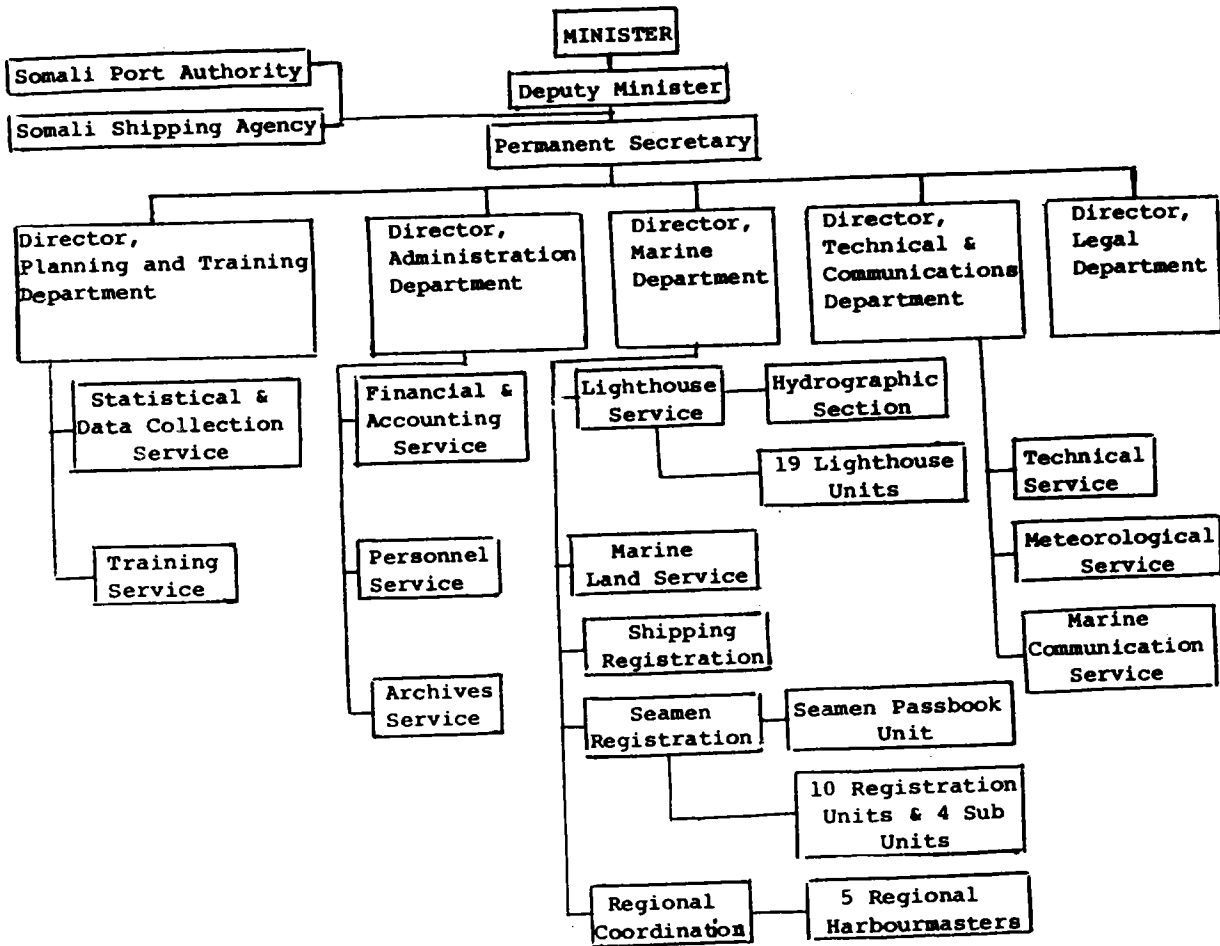 MINISTER
Somali Port Authority
Deputy Minister
Somali Shipping Agency
Permanent Secretary
Director,
Planning and Training
Department
Director,
Administration
Department
Director,
Marine
Department
Director,
Technical &
Communications
Department
Director,
Legal
Department
Statistical &
Data Collection
Service
Training
Service
Financial &
Accounting
Service
Personnel
Service
Archives
Service
Lighthouse
Service
Hydrographic
Section
19 Lighthouse
Units
Marine
Land Service
Shipping
Registration
Seamen
Registration
Seamen Passbook
Unit
10 Registration
Units & 4 Sub
Units
Regional
Coordination
5 Regional
Harbourmasters
Technical
Service
Meteorological
Service
Marine
Communication
Service